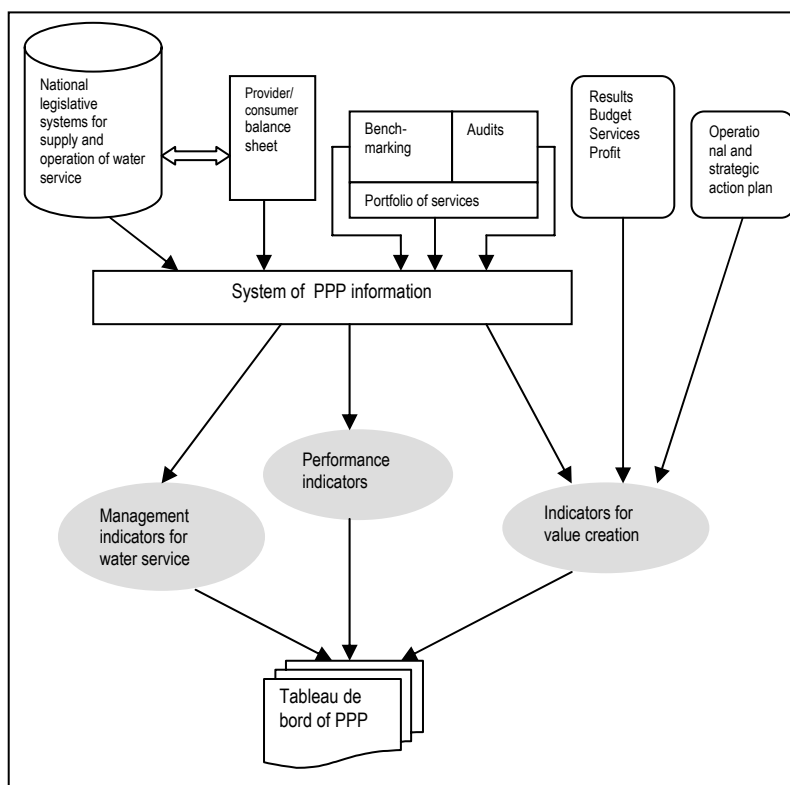 National
legislative
systems for
supply and
operation of water
service
Provider/
consumer
balance
sheet
Bench-
marking
Audits
Portfolio of services
Results
Budget
Services
Profit
Operatio
nal and
strategic
action plan
System of PPP information
Performance
indicators
Management
indicators for
water service
Indicators for
value creation
Tableau de
bord of PPP